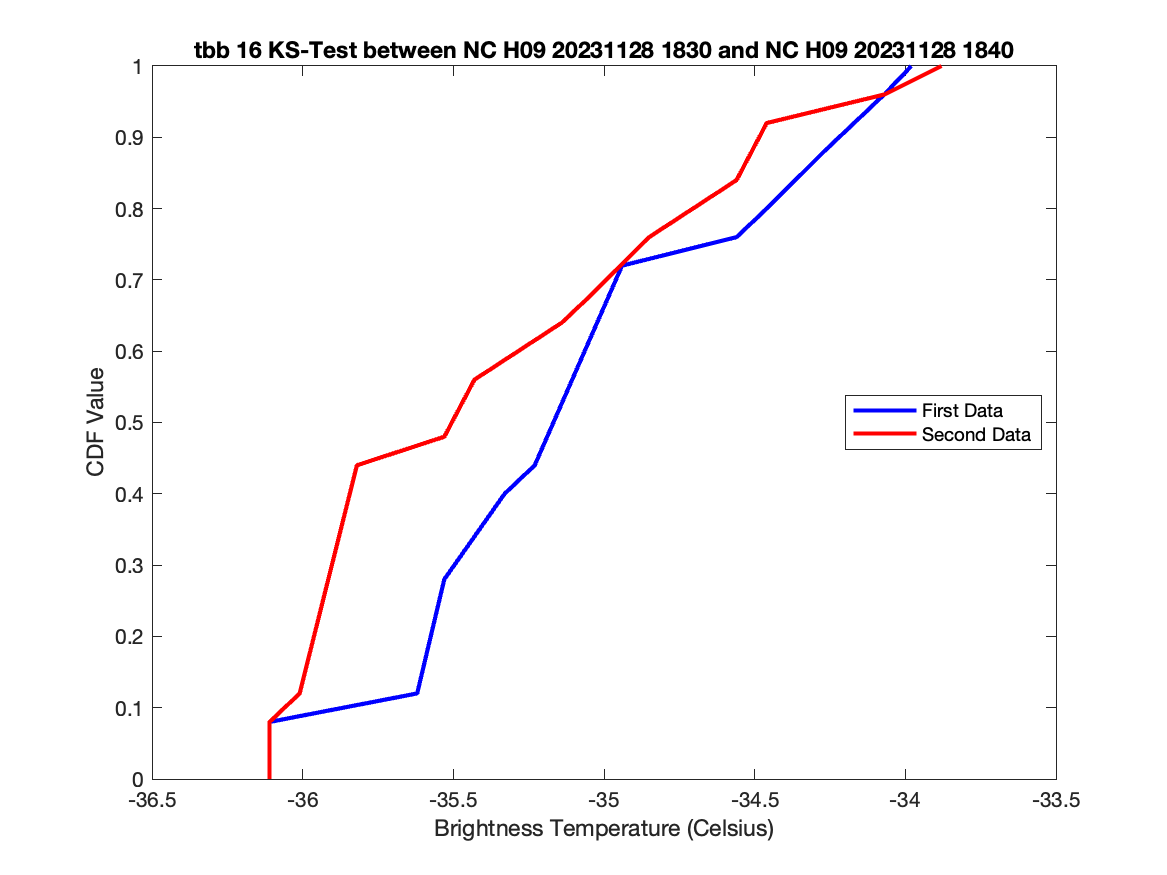 tbb 16 KS-Test between NC H09 20231128 1830 and NC H09 20231128 1840
1
0.9
0.8
0.7
0.6
0.5
0.4
0.3
0.2
0.1
0
CDF Value
First Data
Second Data
-36.5 -36 -35.5 -35 -34.5 -34 -33.5
Brightness Temperature (Celsius)